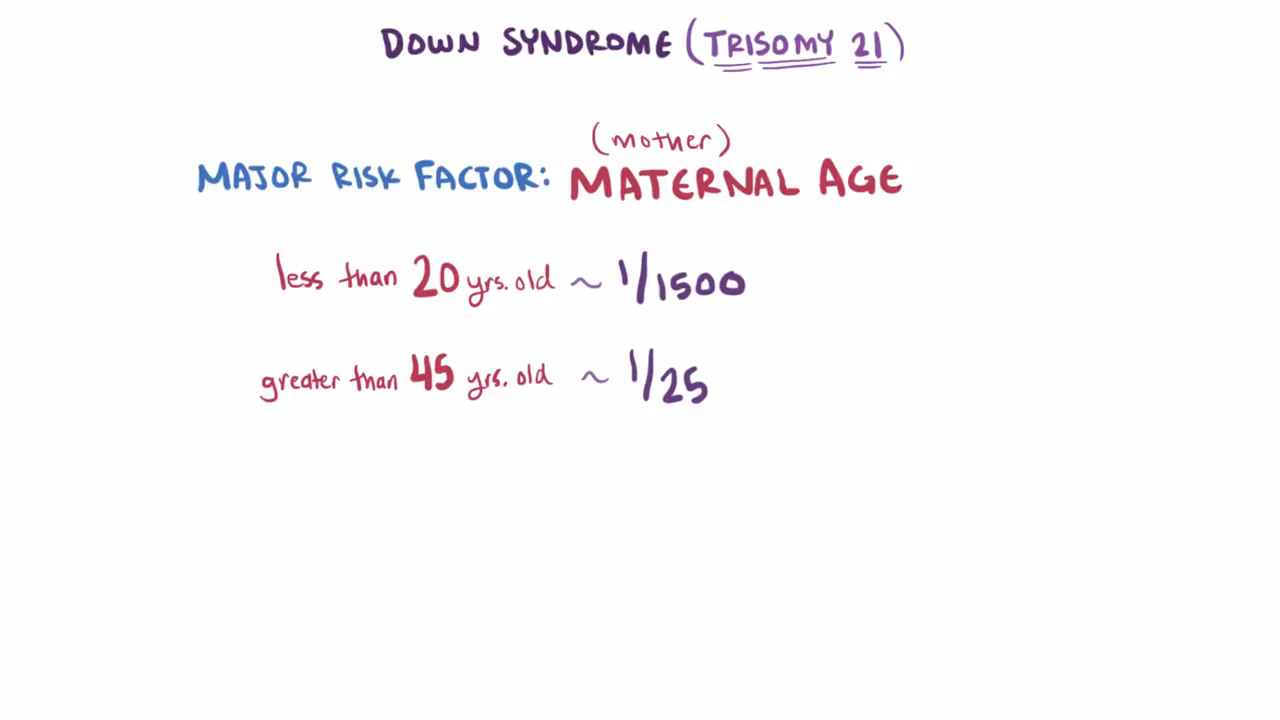 DOWN SYNDROME (TRISOMY 21)
(mother)
MAJOR RISK FACTOR: MATERNAL AGE
less than 20 yrs. old ~ 1/1500
greater than 45 yrs. old ~ 1/25